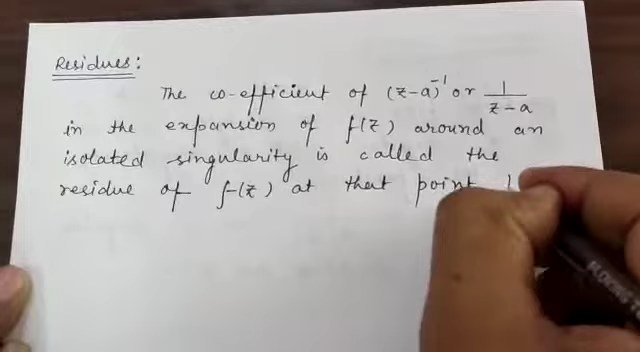 Residues:
The co-efficient of (z-a)⁻¹ or 1/(z-a)
in the expansion of f(z) around an
isolated singularity is called the
residue of f(z) at that point